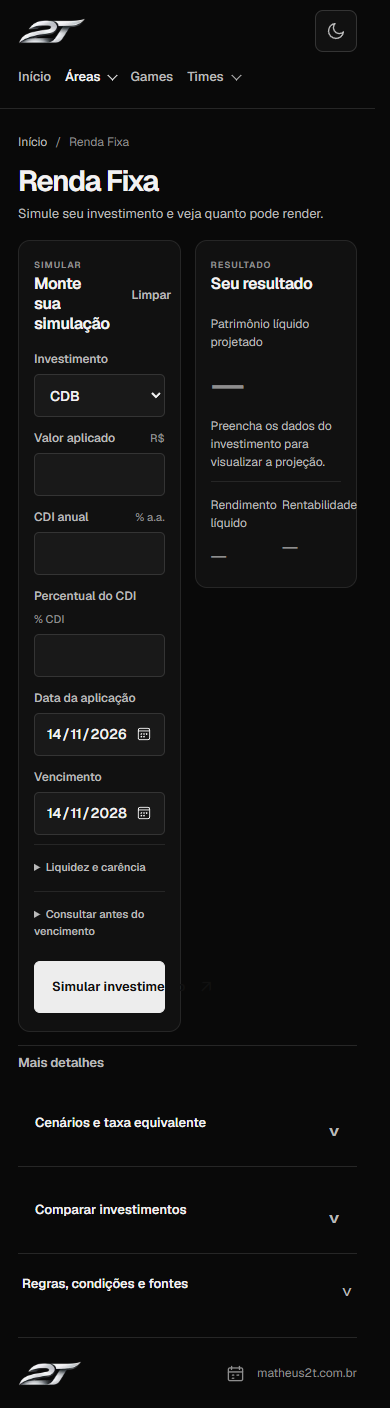 2T
Início Áreas Games Times
Início / Renda Fixa
Renda Fixa
Simule seu investimento e veja quanto pode render.
SIMULAR
Monte
sua
simulação
Limpar
Investimento
CDB
Valor aplicado R$
CDI anual % a.a.
Percentual do CDI
% CDI
Data da aplicação
14/11/2026
Vencimento
14/11/2028
Liquidez e carência
Consultar antes do
vencimento
Simular investime
RESULTADO
Seu resultado
Patrimônio líquido
projetado
—
Preencha os dados do
investimento para
visualizar a projeção.
Rendimento
líquido
—
Rentabilidade
—
Mais detalhes
Cenários e taxa equivalente v
Comparar investimentos v
Regras, condições e fontes v
2T
matheus2t.com.br